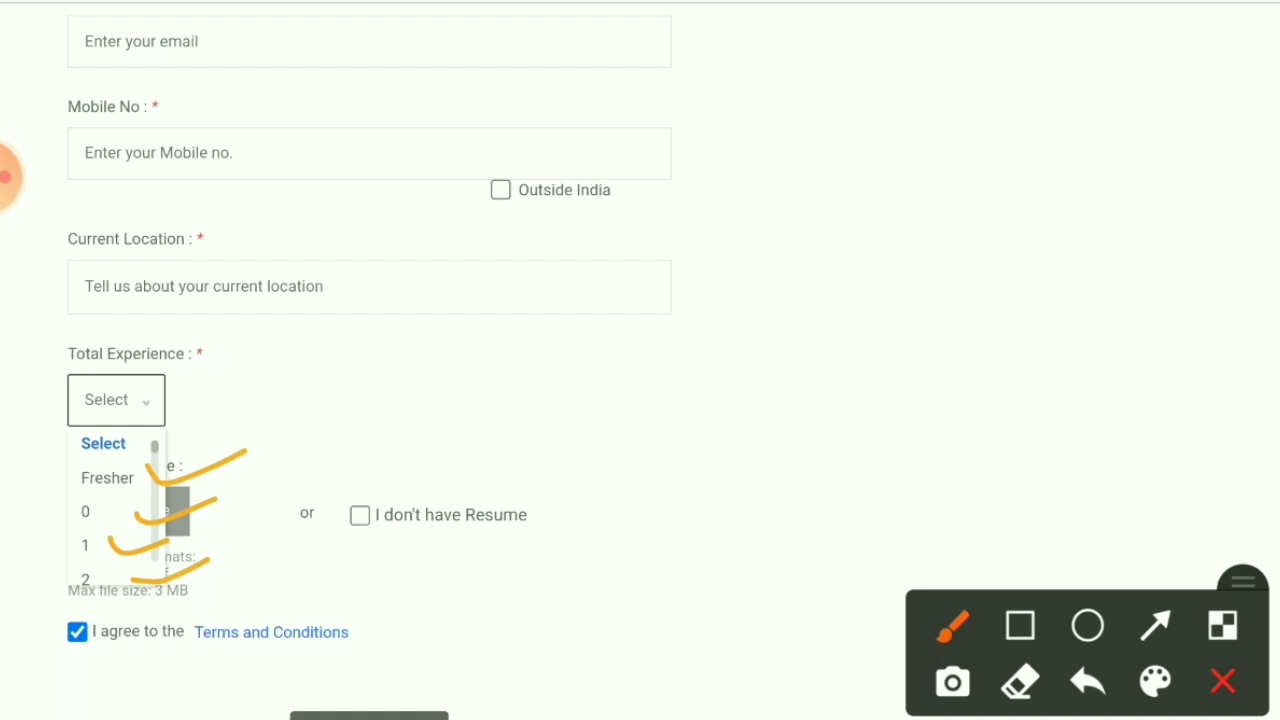 Enter your email
Mobile No : *
Enter your Mobile no.
Outside India
Current Location : *
Tell us about your current location
Total Experience : *
Select
Select
e :
Fresher
0
or
I don't have Resume
1
nats:
2
Max file size: 3 MB
I agree to the Terms and Conditions